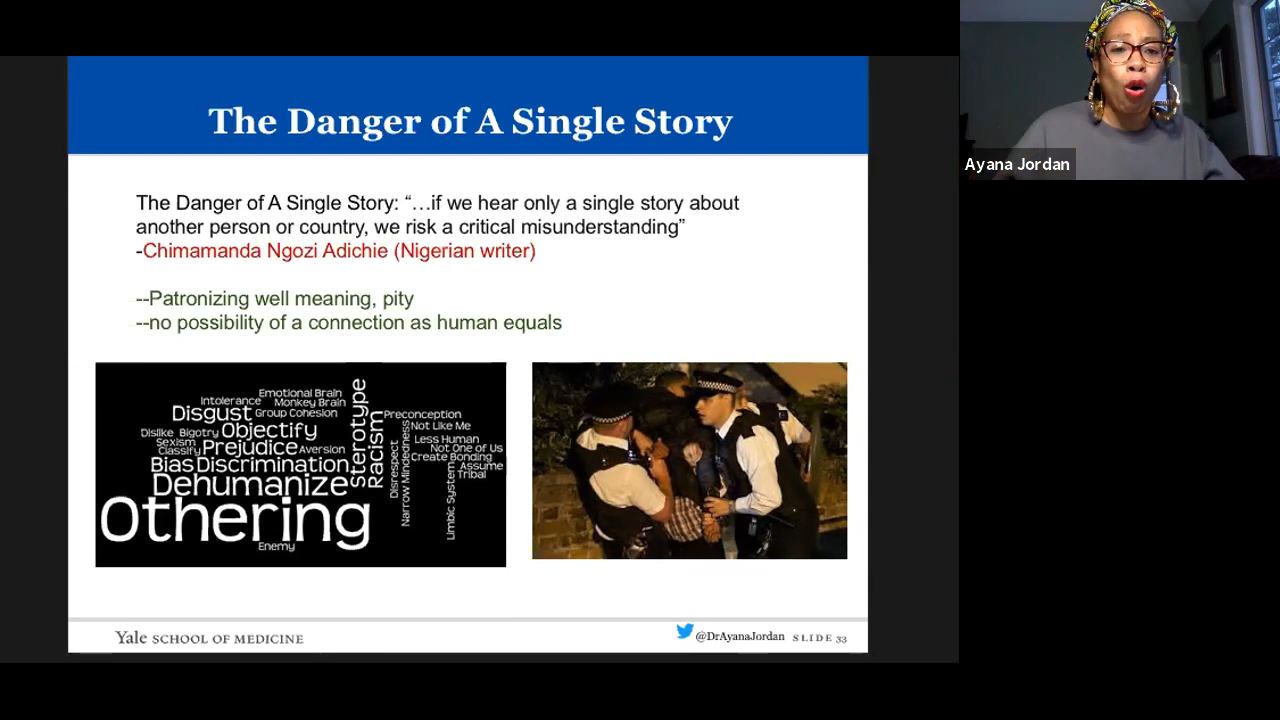 The Danger of A Single Story
The Danger of A Single Story: “…if we hear only a single story about
another person or country, we risk a critical misunderstanding”
-Chimamanda Ngozi Adichie (Nigerian writer)
--Patronizing well meaning, pity
--no possibility of a connection as human equals
Emotional Brain
Intolerance
Monkey Brain
Disgust
Group Cohesion
Dislike
Bigotry
Objectify
Sexism
Classify
Prejudice
Aversion
Bias
Discrimination
Dehumanize
Othering
Enemy
Sterotype
Racism
Preconception
Not Like Me
Less Human
Not One of Us
Create Bonding
Assume
Tribal
Disrespect
Narrow Mindedness
Limbic System
Yale SCHOOL OF MEDICINE
@DrAyanaJordan SLIDE 33
Ayana Jordan